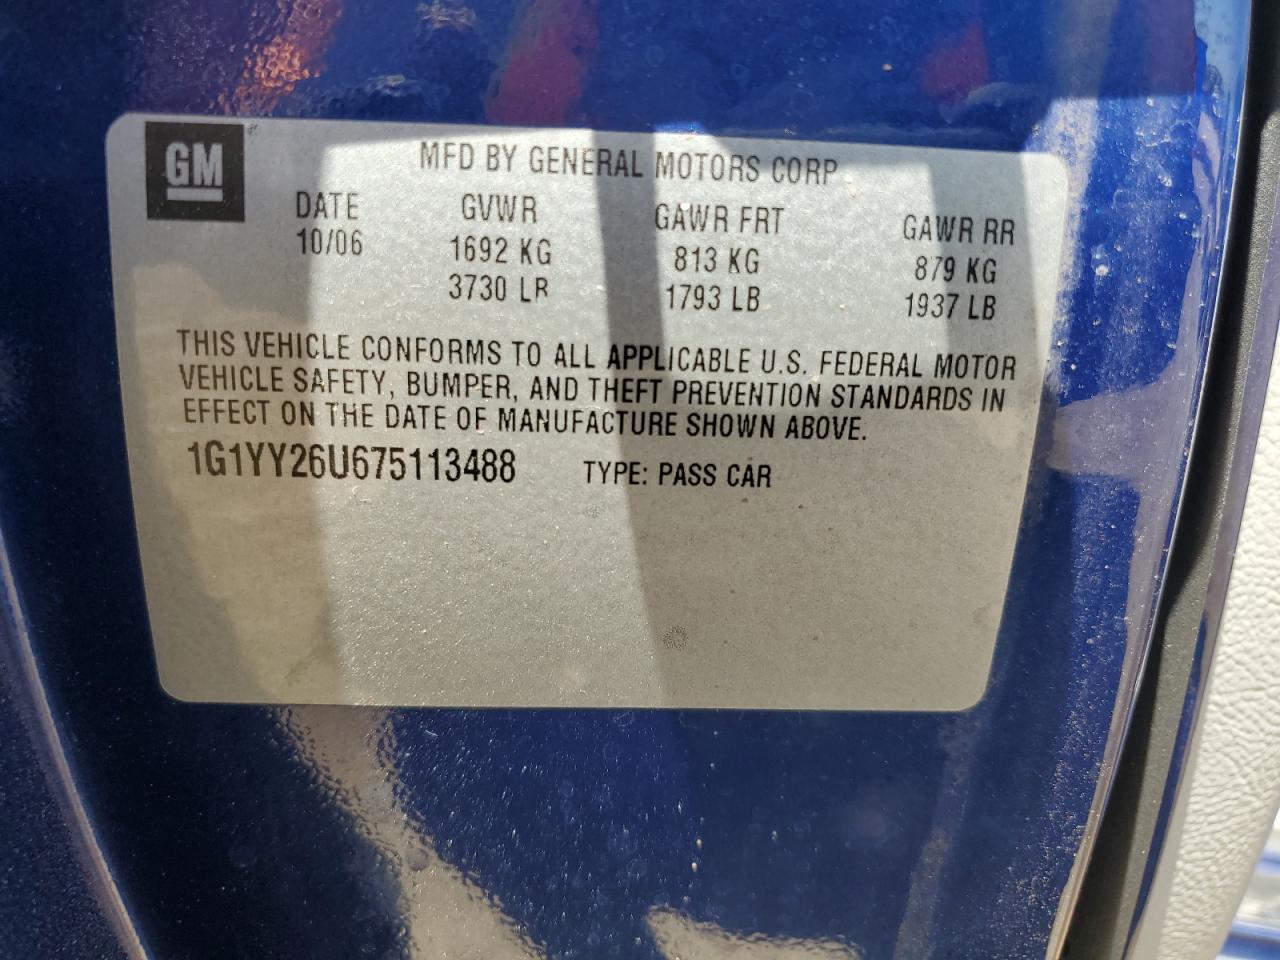 GM
MFD BY GENERAL MOTORS CORP
DATE GVWR GAWR FRT GAWR RR
10/06 1692 KG 813 KG 879 KG
3730 LB 1793 LB 1937 LB
THIS VEHICLE CONFORMS TO ALL APPLICABLE U.S. FEDERAL MOTOR
VEHICLE SAFETY, BUMPER, AND THEFT PREVENTION STANDARDS IN
EFFECT ON THE DATE OF MANUFACTURE SHOWN ABOVE.
1G1YY26U675113488 TYPE: PASS CAR